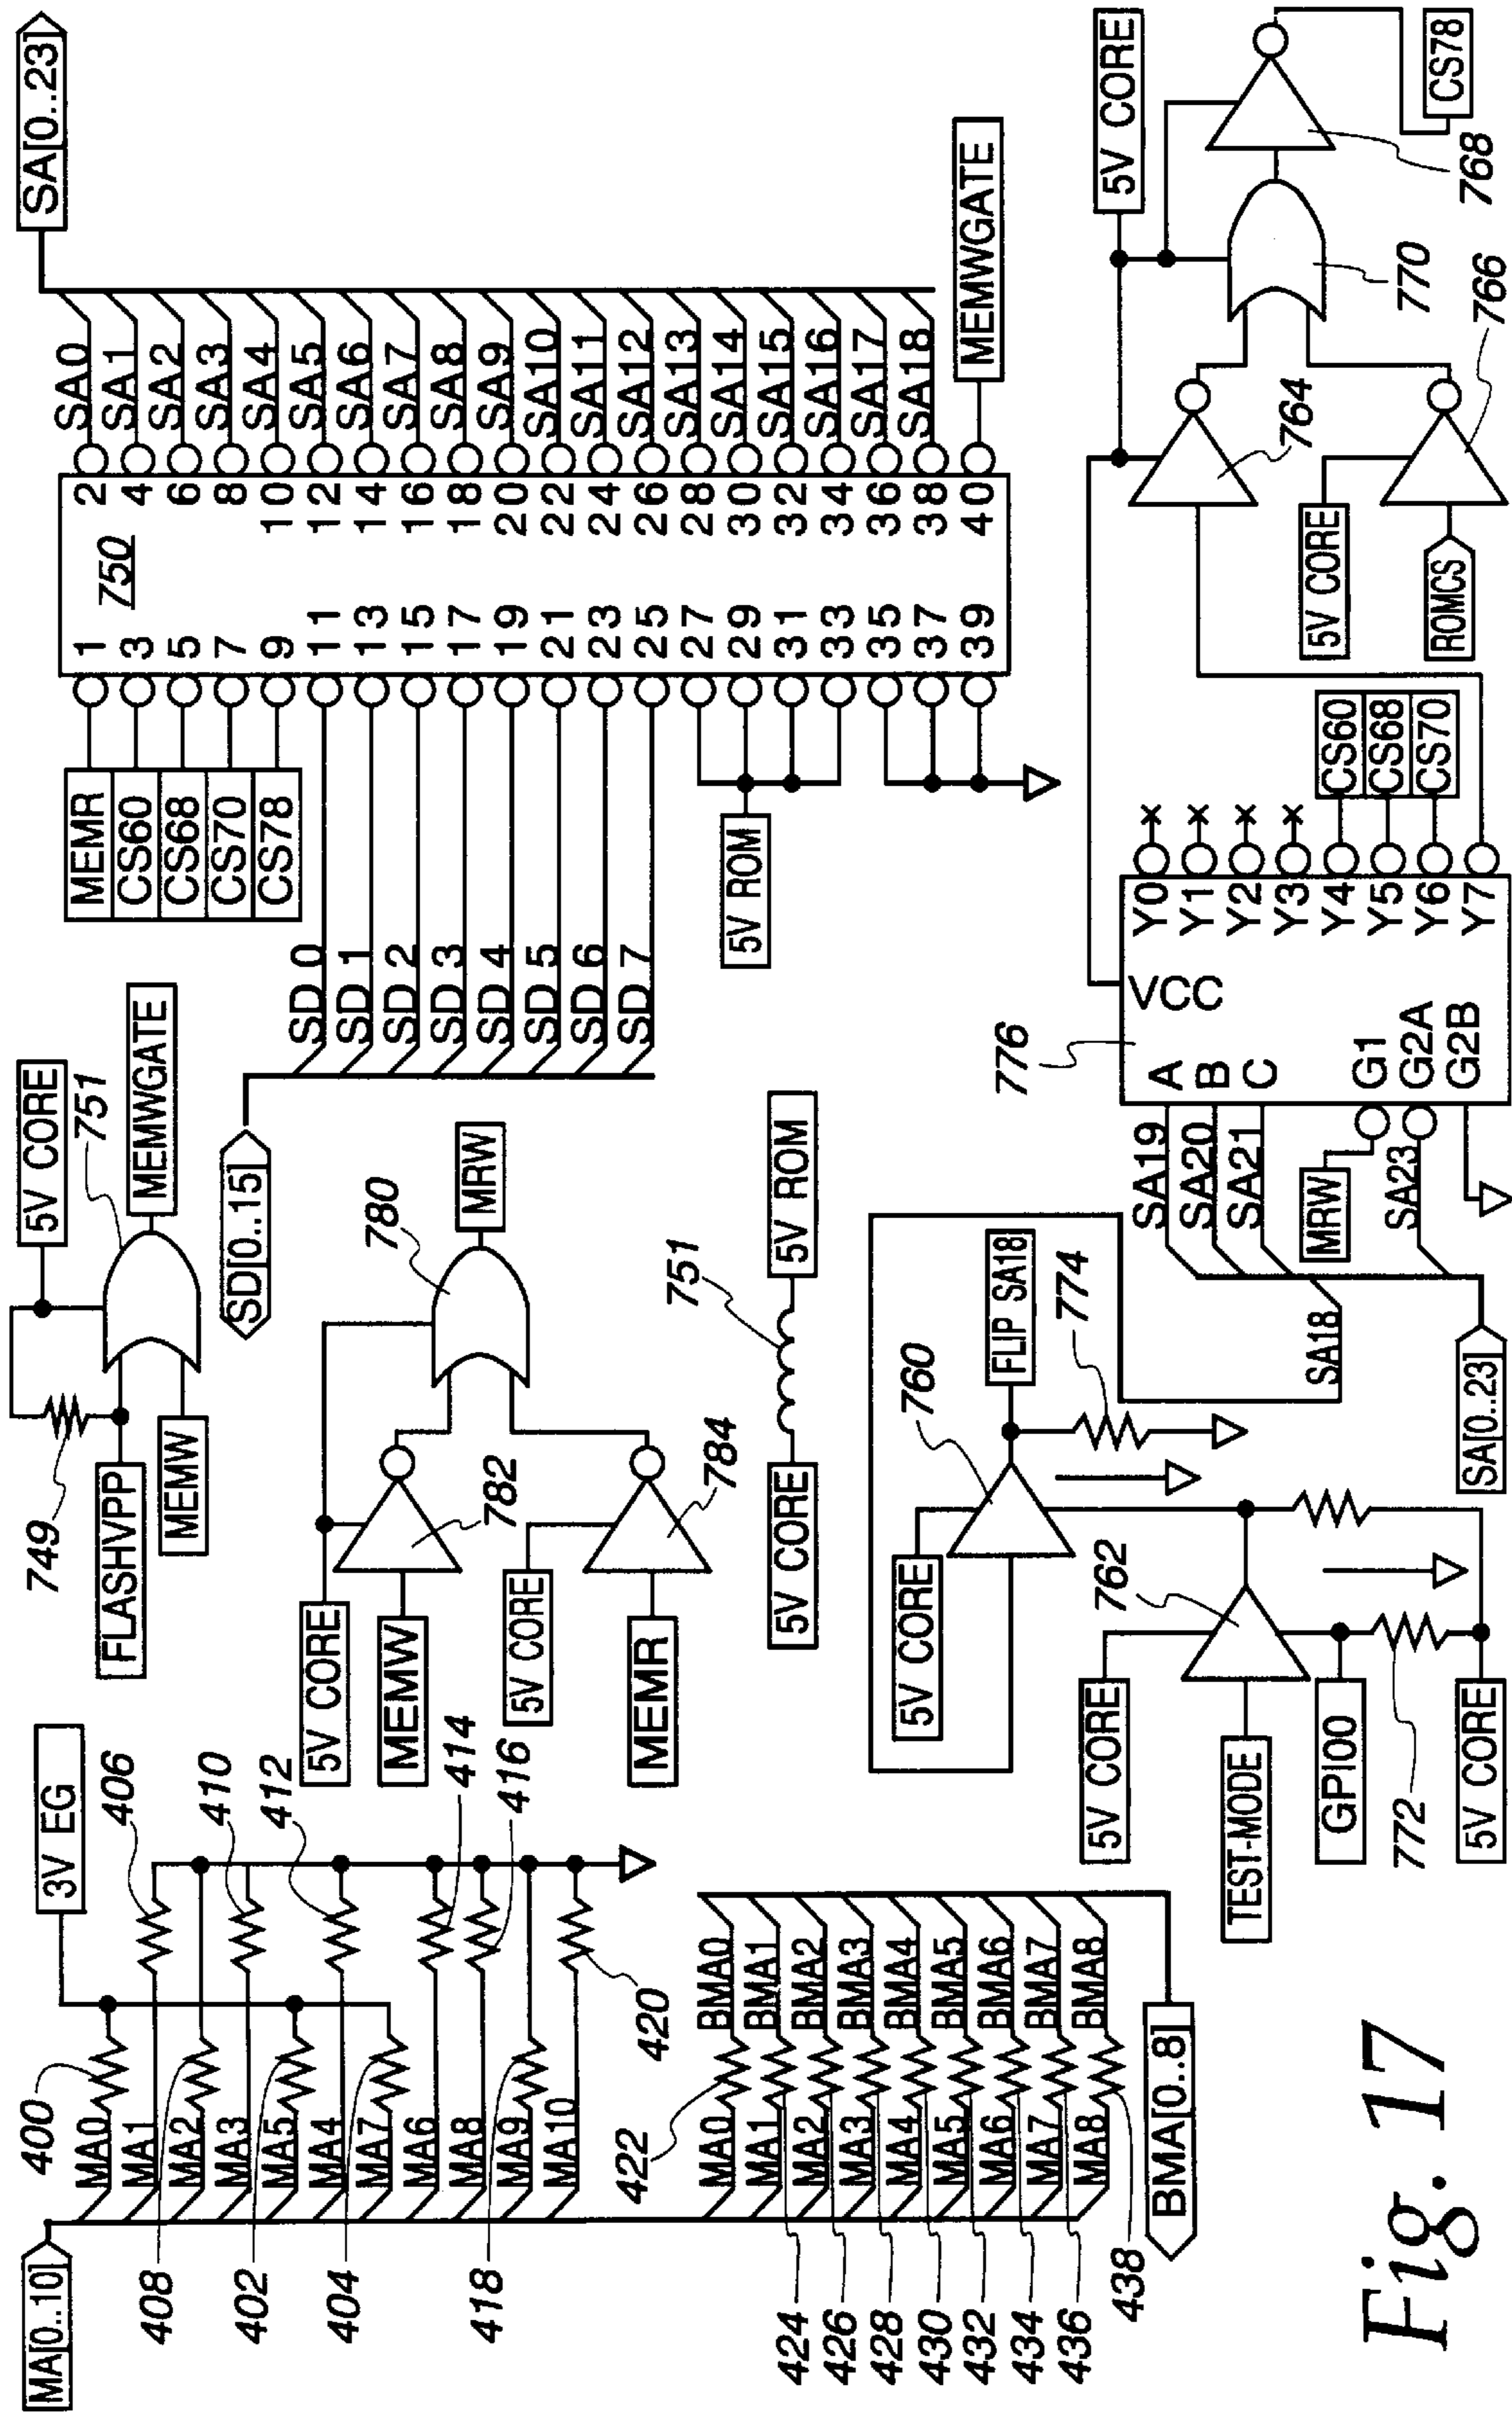 MA[0..10]
3V EG
400
406
408
410
402
412
404
414
416
418
420
MA0
MA1
MA2
MA3
MA5
MA4
MA7
MA6
MA8
MA9
MA10
422
424
426
428
430
432
434
436
438
MA0 BMA0
MA1 BMA1
MA2 BMA2
MA3 BMA3
MA4 BMA4
MA5 BMA5
MA6 BMA6
MA7 BMA7
MA8 BMA8
BMA[0..8]
749
5V CORE
751
FLASHVPP
MEMW
MEMWGATE
5V CORE
MEMW
5V CORE
MEMR
782
784
780
MRW
SD[0..15]
SD 0
SD 1
SD 2
SD 3
SD 4
SD 5
SD 6
SD 7
MEMR
CS60
CS68
CS70
CS78
750
1 2 SA0
3 4 SA1
5 6 SA2
7 8 SA3
9 10 SA4
11 12 SA5
13 14 SA6
15 16 SA7
17 18 SA8
19 20 SA9
21 22 SA10
23 24 SA11
25 26 SA12
27 28 SA13
29 30 SA14
31 32 SA15
33 34 SA16
35 36 SA17
37 38 SA18
39 40 MEMWGATE
SA[0..23]
5V ROM
5V CORE
751
5V ROM
5V CORE
760
FLIP SA18
774
5V CORE
762
TEST-MODE
GPI00
772
5V CORE
SA18
SA[0..23]
SA19
SA20
SA21
MRW
SA23
776
VCC
A
B
C
G1
G2A
G2B
Y0
Y1
Y2
Y3
Y4
Y5
Y6
Y7
CS60
CS68
CS70
5V CORE
ROMCS
764
766
5V CORE
770
768
CS78
Fig. 17